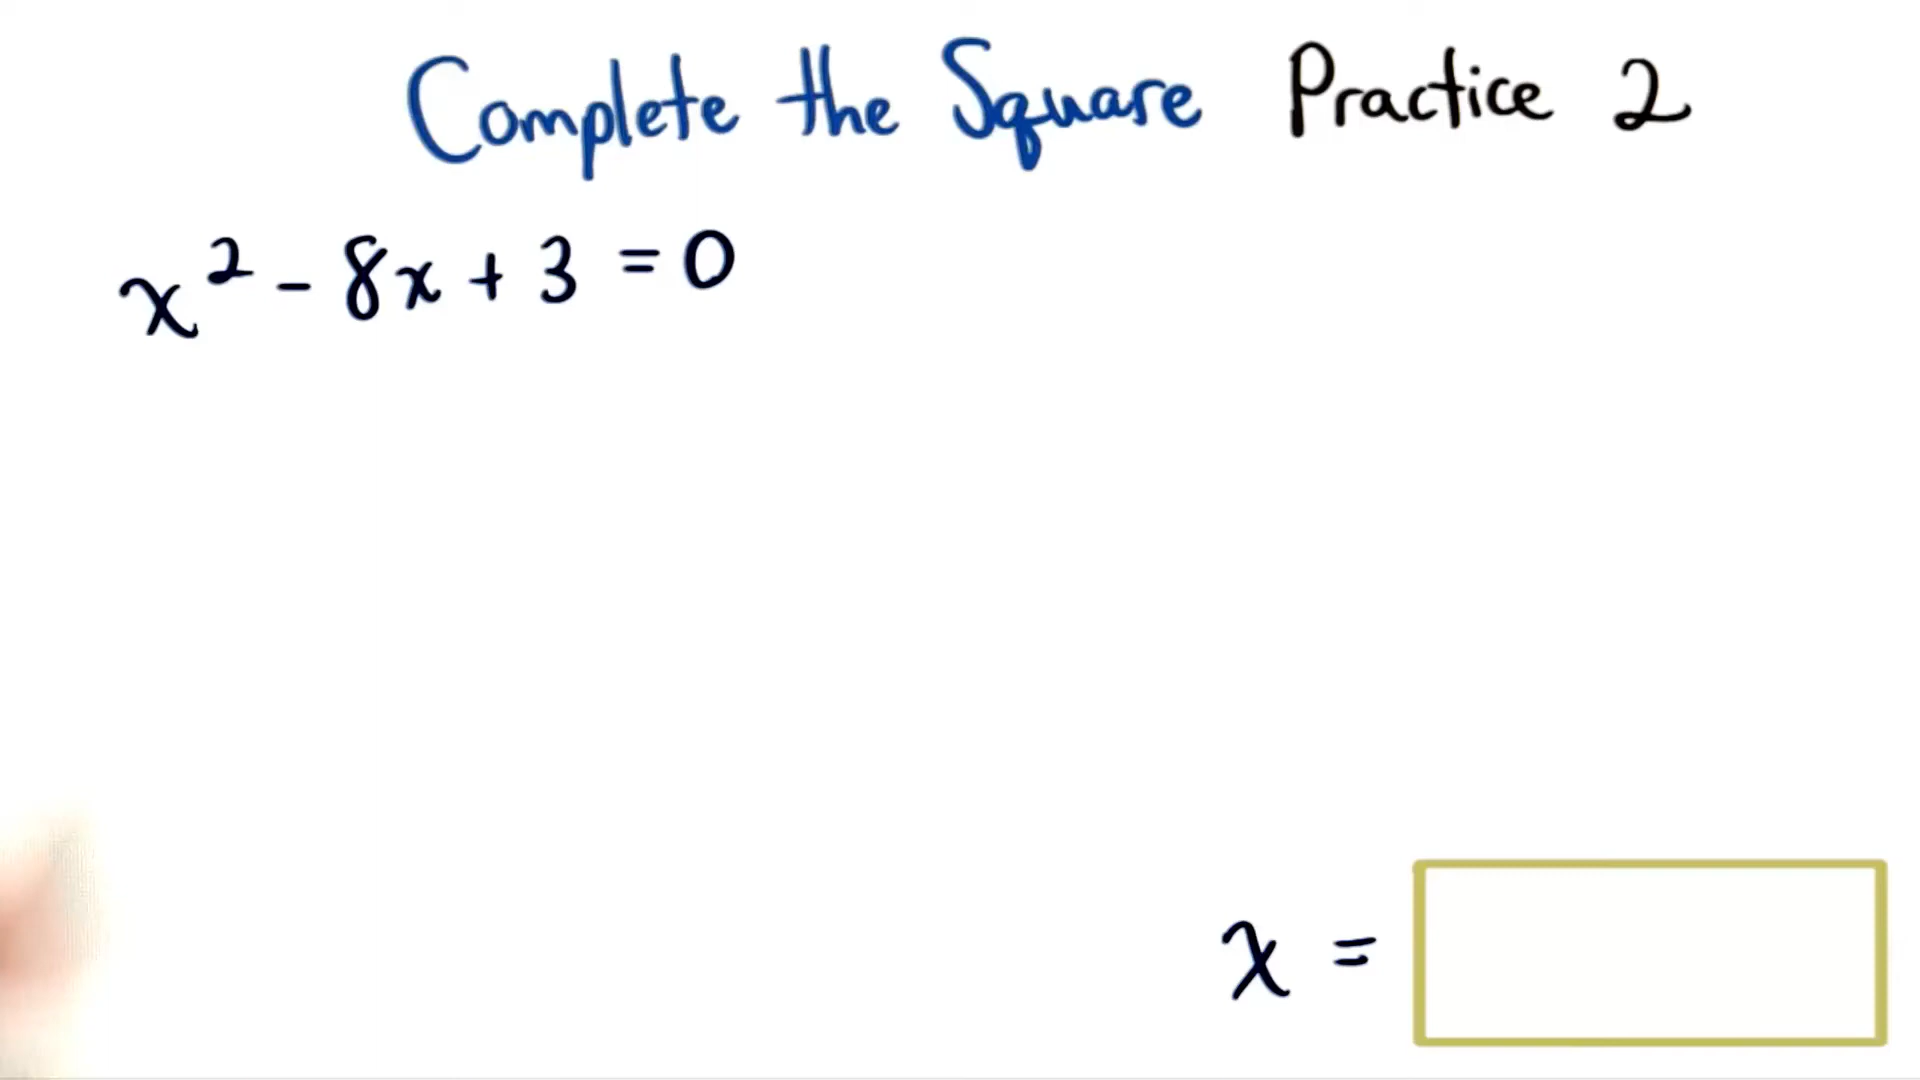 Complete the Square Practice 2
x² - 8x + 3 = 0
x =